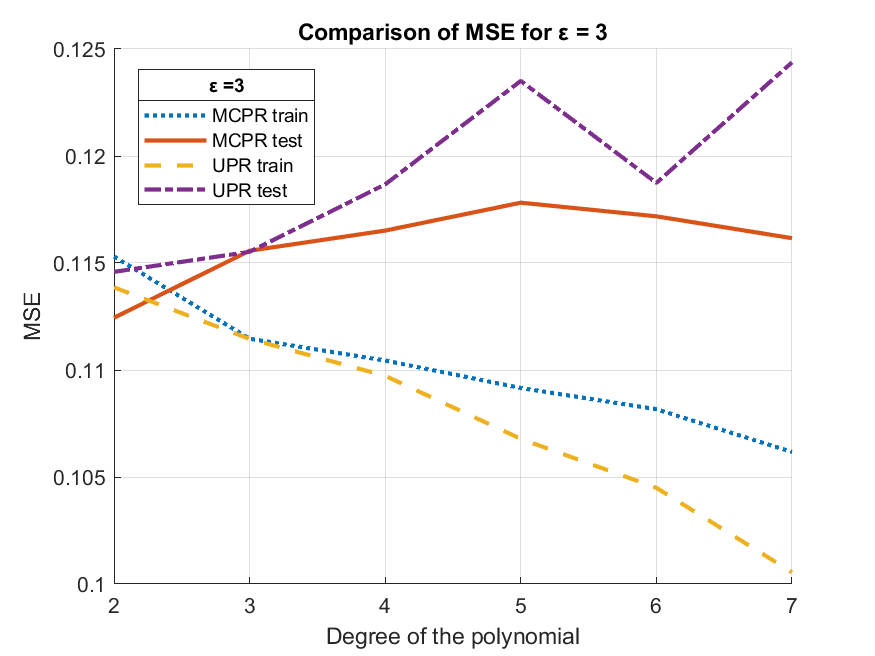 Comparison of MSE for ε = 3
0.125
0.12
0.115
0.11
0.105
0.1
MSE
ε =3
MCPR train
MCPR test
UPR train
UPR test
2 3 4 5 6 7
Degree of the polynomial